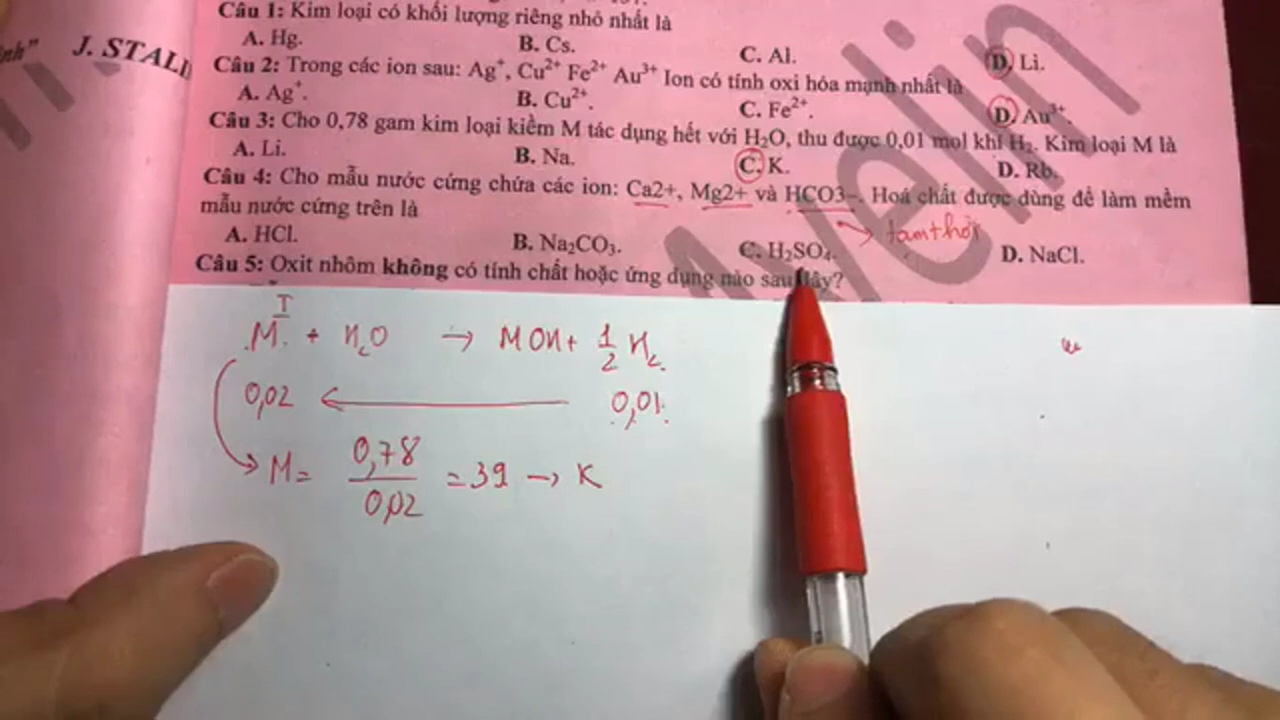 Câu 1: Kim loại có khối lượng riêng nhỏ nhất là
A. Hg. B. Cs. C. Al. D. Li.
J. STALI
Câu 2: Trong các ion sau: Ag⁺, Cu²⁺ Fe²⁺ Au³⁺ Ion có tính oxi hóa mạnh nhất là
A. Ag⁺. B. Cu²⁺. C. Fe²⁺. D. Au³⁺.
Câu 3: Cho 0,78 gam kim loại kiềm M tác dụng hết với H₂O, thu được 0,01 mol khí H₂. Kim loại M là
A. Li. B. Na. C. K. D. Rb.
Câu 4: Cho mẫu nước cứng chứa các ion: Ca2+, Mg2+ và HCO3-. Hoá chất được dùng để làm mềm
mẫu nước cứng trên là
tạm thời
A. HCl. B. Na₂CO₃. C. H₂SO₄. D. NaCl.
Câu 5: Oxit nhôm không có tính chất hoặc ứng dụng nào sau đây?
I
M + H₂O → MOH + 1/2 H₂
0,02 ← 0,01
M = 0,78/0,02 = 39 → K